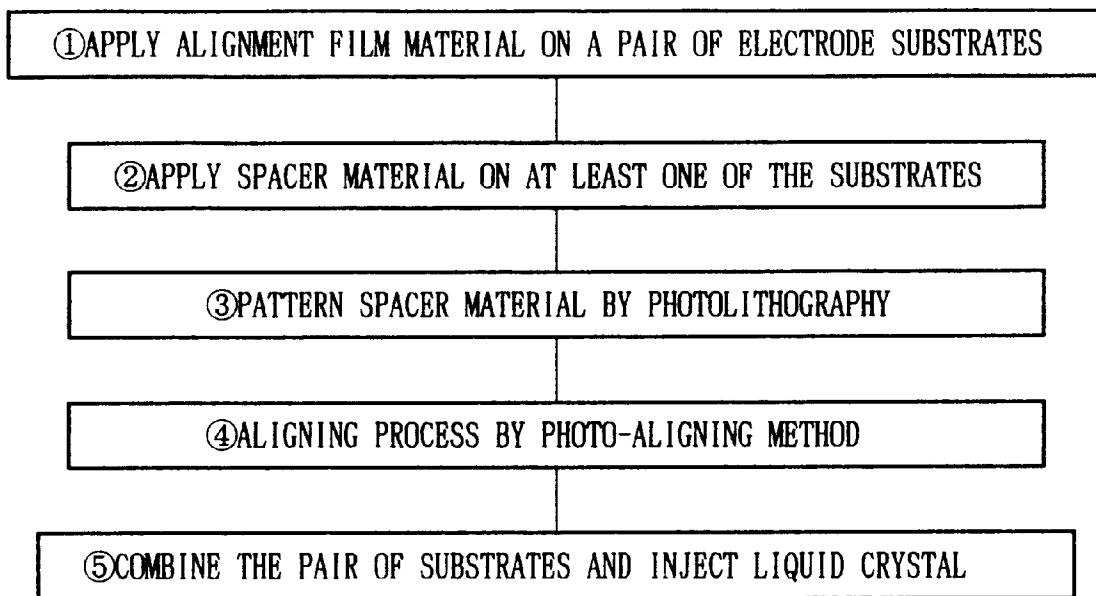 ①APPLY ALIGNMENT FILM MATERIAL ON A PAIR OF ELECTRODE SUBSTRATES
②APPLY SPACER MATERIAL ON AT LEAST ONE OF THE SUBSTRATES
③PATTERN SPACER MATERIAL BY PHOTOLITHOGRAPHY
④ALIGNING PROCESS BY PHOTO-ALIGNING METHOD
⑤COMBINE THE PAIR OF SUBSTRATES AND INJECT LIQUID CRYSTAL